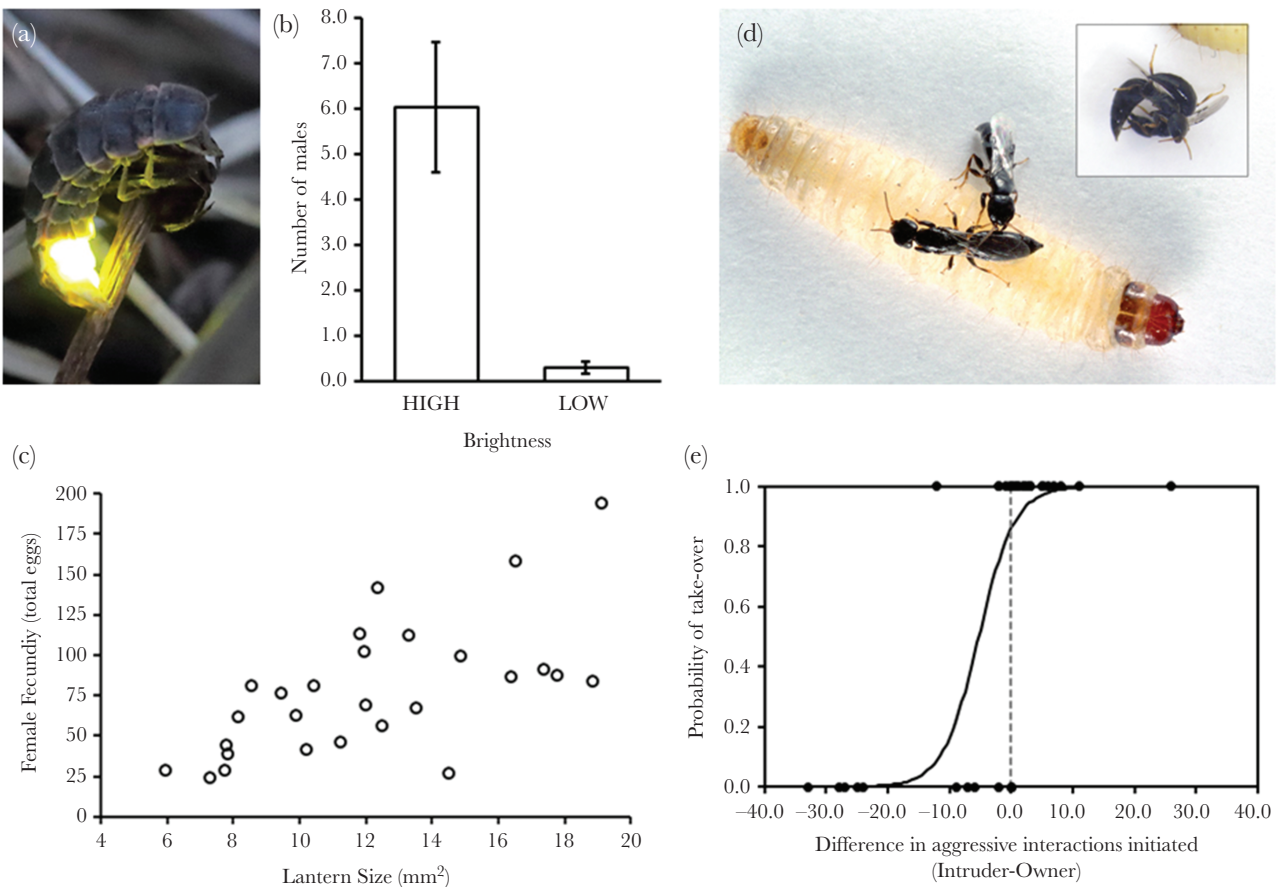 (a)
(b)
8.0
7.0
6.0
5.0
4.0
3.0
2.0
1.0
0.0
Number of males
HIGH LOW
Brightness
(c)
200
175
150
125
100
75
50
25
0
Female Fecundiy (total eggs)
4 6 8 10 12 14 16 18 20
Lantern Size (mm²)
(d)
(e)
1.0
0.8
0.6
0.4
0.2
0.0
Probability of take-over
–40.0 –30.0 –20.0 –10.0 0.0 10.0 20.0 30.0 40.0
Difference in aggressive interactions initiated
(Intruder-Owner)